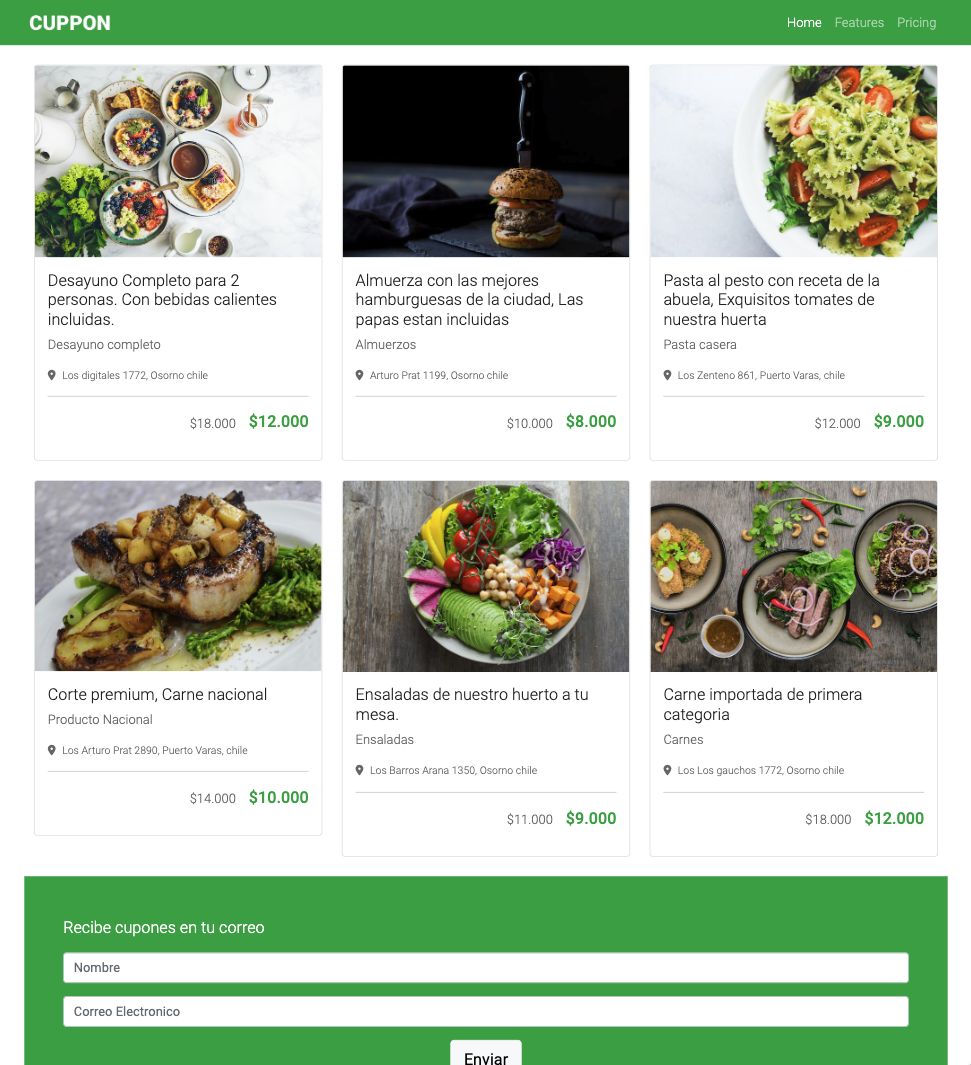 CUPPON
Home Features Pricing
Desayuno Completo para 2
personas. Con bebidas calientes
incluidas.
Desayuno completo
Los digitales 1772, Osorno chile
$18.000 $12.000
Almuerza con las mejores
hamburguesas de la ciudad, Las
papas estan incluidas
Almuerzos
Arturo Prat 1199, Osorno chile
$10.000 $8.000
Pasta al pesto con receta de la
abuela, Exquisitos tomates de
nuestra huerta
Pasta casera
Los Zenteno 861, Puerto Varas, chile
$12.000 $9.000
Corte premium, Carne nacional
Producto Nacional
Los Arturo Prat 2890, Puerto Varas, chile
$14.000 $10.000
Ensaladas de nuestro huerto a tu
mesa.
Ensaladas
Los Barros Arana 1350, Osorno chile
$11.000 $9.000
Carne importada de primera
categoria
Carnes
Los Los gauchos 1772, Osorno chile
$18.000 $12.000
Recibe cupones en tu correo
Nombre
Correo Electronico
Enviar